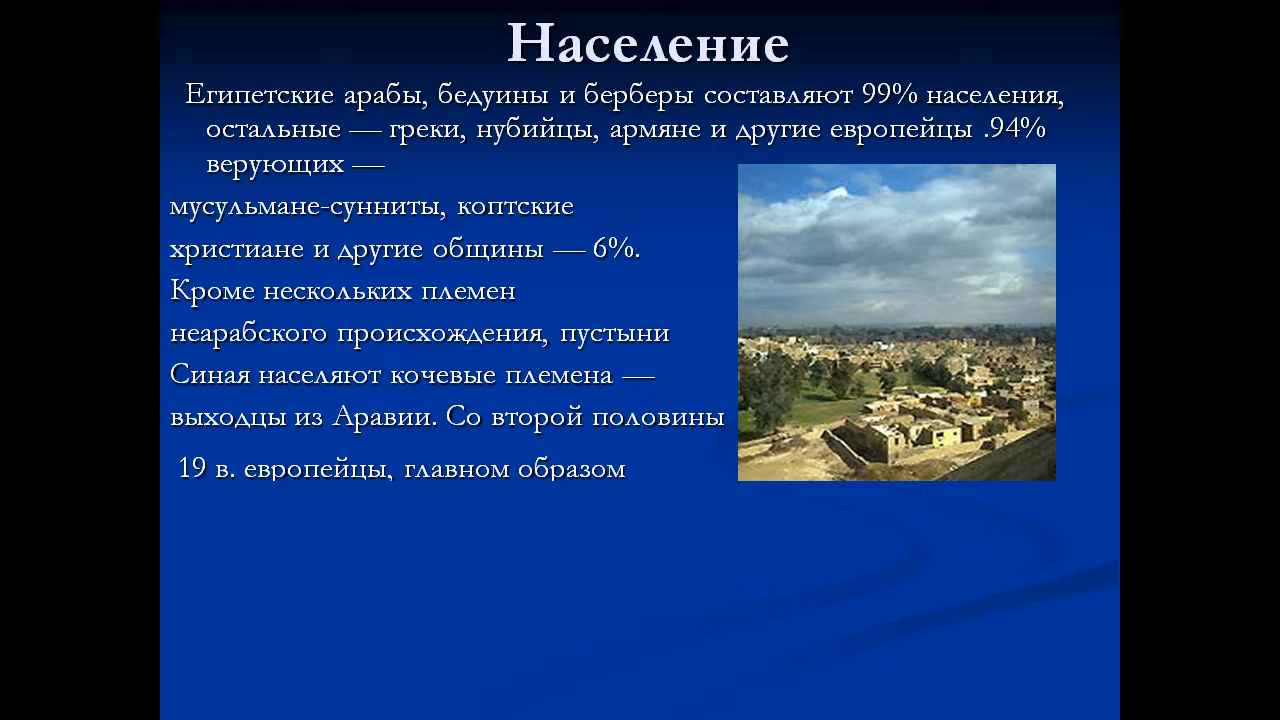 Население
Египетские арабы, бедуины и берберы составляют 99% населения,
остальные — греки, нубийцы, армяне и другие европейцы .94%
верующих —
мусульмане-сунниты, коптские
христиане и другие общины — 6%.
Кроме нескольких племен
неарабского происхождения, пустыни
Синая населяют кочевые племена —
выходцы из Аравии. Со второй половины
19 в. европейцы, главном образом